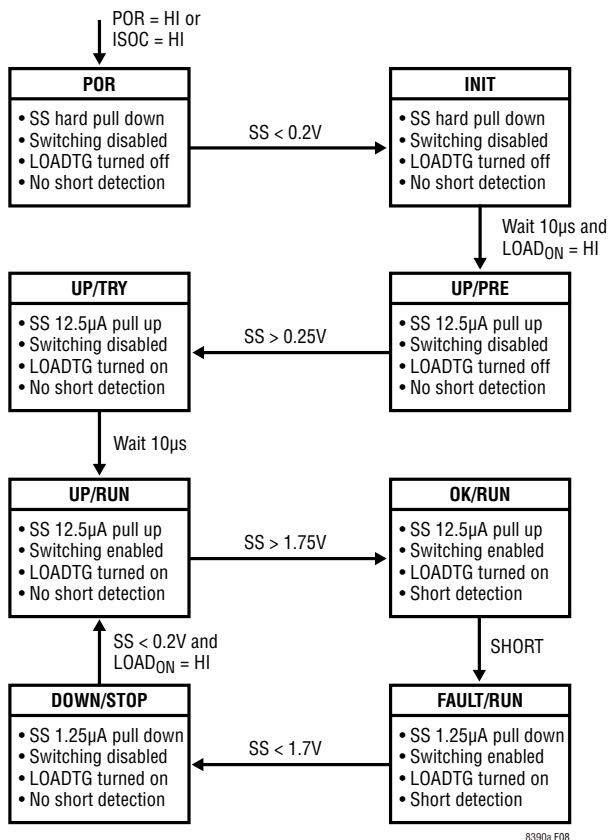 POR = HI or
ISOC = HI
POR
• SS hard pull down
• Switching disabled
• LOADTG turned off
• No short detection
SS < 0.2V
INIT
• SS hard pull down
• Switching disabled
• LOADTG turned off
• No short detection
Wait 10µs and
LOADON = HI
UP/TRY
• SS 12.5µA pull up
• Switching disabled
• LOADTG turned on
• No short detection
SS > 0.25V
UP/PRE
• SS 12.5µA pull up
• Switching disabled
• LOADTG turned off
• No short detection
Wait 10µs
UP/RUN
• SS 12.5µA pull up
• Switching enabled
• LOADTG turned on
• No short detection
SS > 1.75V
OK/RUN
• SS 12.5µA pull up
• Switching enabled
• LOADTG turned on
• Short detection
SS < 0.2V and
LOADON = HI
SHORT
DOWN/STOP
• SS 1.25µA pull down
• Switching disabled
• LOADTG turned on
• No short detection
SS < 1.7V
FAULT/RUN
• SS 1.25µA pull down
• Switching enabled
• LOADTG turned on
• Short detection
8390a F08